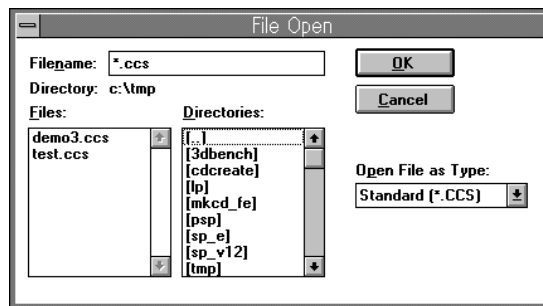 File Open
Filename: *.ccs
OK
Directory: c:\tmp
Cancel
Files:
Directories:
demo3.ccs
test.ccs
[..]
[3dbench]
[cdcreate]
[lp]
[mkcd_fe]
[psp]
[sp_e]
[sp_v12]
[tmp]
Open File as Type:
Standard (*.CCS)